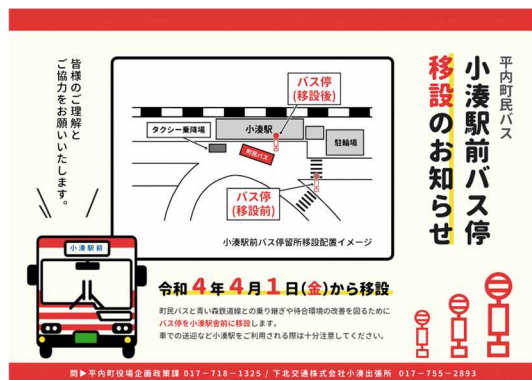 平内町民バス
小湊駅前バス停
移設のお知らせ
皆様のご理解と
ご協力をお願いいたします。
バス停
(移設後)
小湊駅
タクシー乗降場
町民バス
駐輪場
バス停
(移設前)
小湊駅前バス停留所移設配置イメージ
小湊駅前
令和4年4月1日(金)から移設
町民バスと青い森鉄道線との乗り継ぎや待合環境の改善を図るために
バス停を小湊駅舎前に移設します。
車での送迎など小湊駅をご利用される際は十分注意してください。
問▶平内町役場企画政策課 017-718-1325 / 下北交通株式会社小湊出張所 017-755-2893